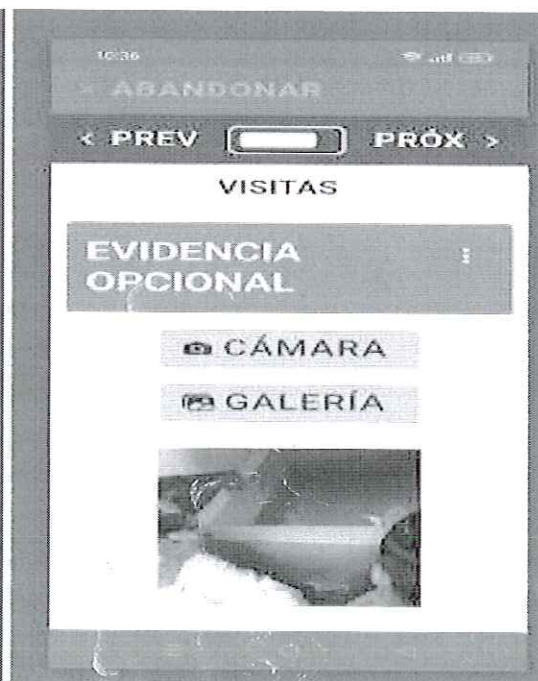 10:36
× ABANDONAR
< PREV PRÓX >
VISITAS
EVIDENCIA
OPCIONAL
CÁMARA
GALERÍA